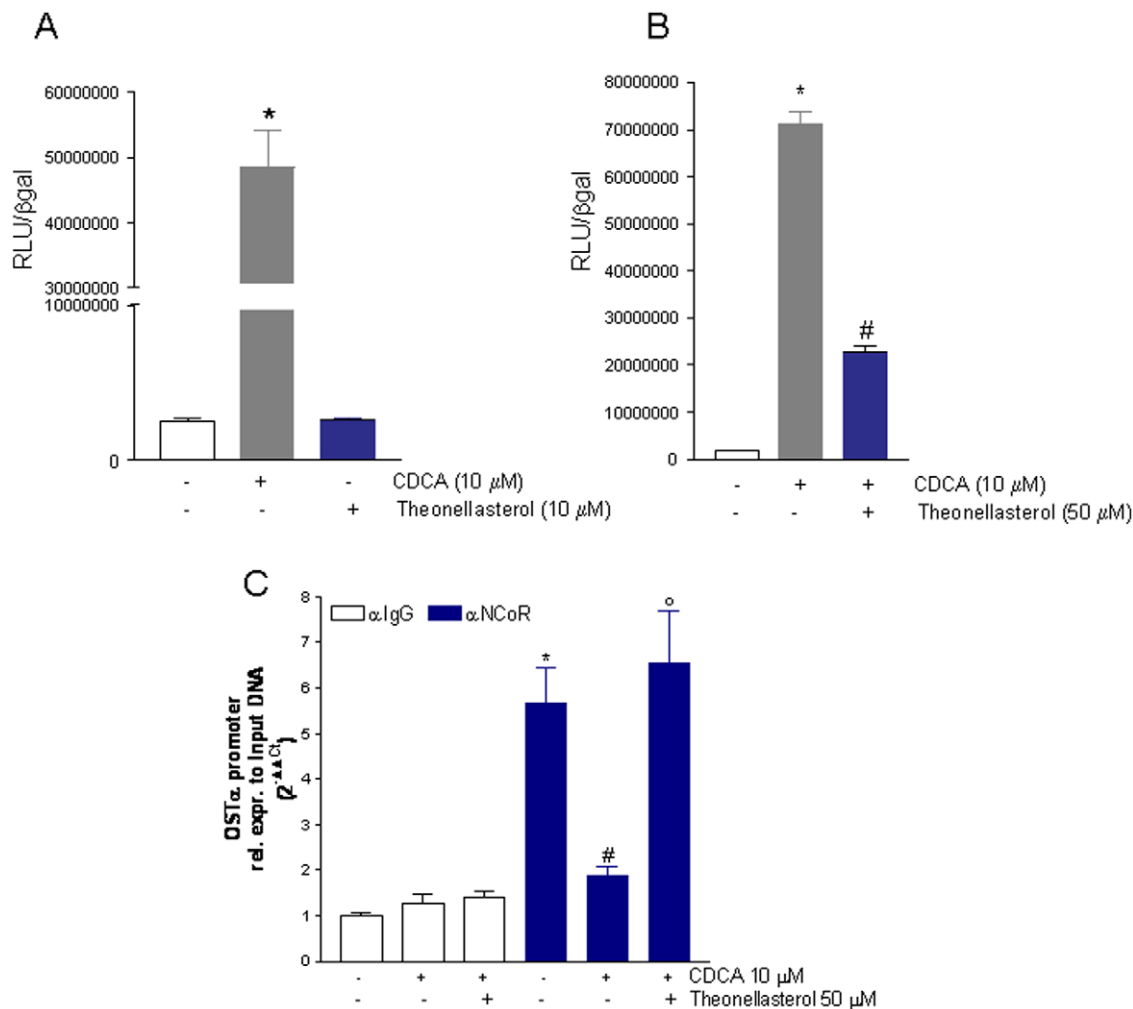 A
60000000
50000000
40000000
30000000
10000000
0
RLU/βgal
*
- + - CDCA (10 μM)
- - + Theonellasterol (10 μM)
B
80000000
70000000
60000000
50000000
40000000
30000000
20000000
10000000
0
RLU/βgal
*
#
- + + CDCA (10 μM)
- - + Theonellasterol (50 μM)
C
αIgG αNCoR
8
7
6
5
4
3
2
1
0
OSTα promoter
rel. expr. to Input DNA
(2^-▲▲Ct)
*
#
°
- + + - + + CDCA 10 μM
- - + - - + Theonellasterol 50 μM